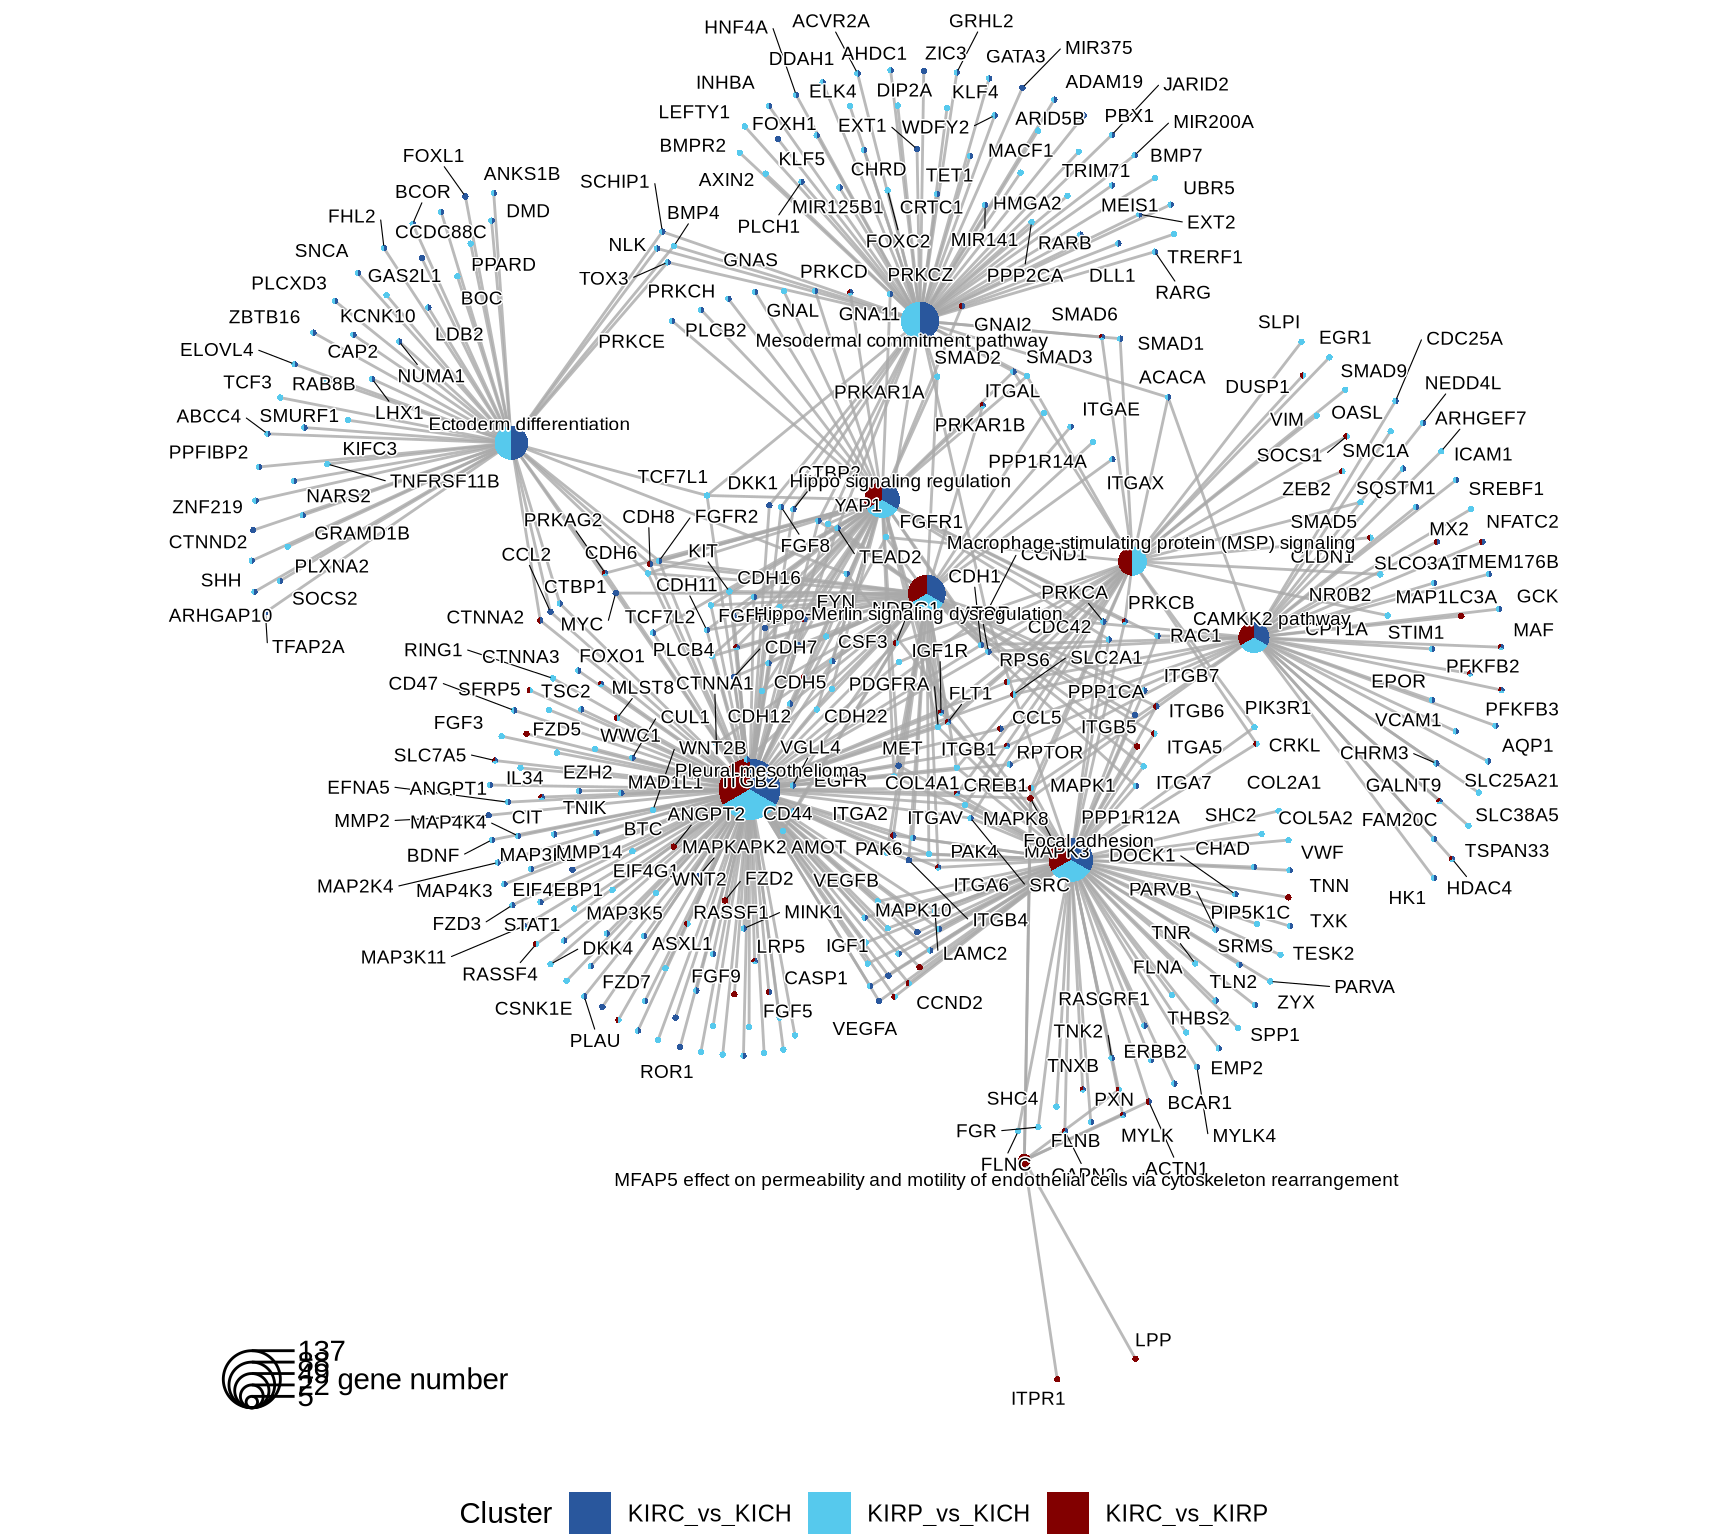 HNF4A
ACVR2A
GRHL2
DDAH1
AHDC1
ZIC3
GATA3
MIR375
INHBA
ELK4
DIP2A
KLF4
ADAM19
JARID2
LEFTY1
FOXH1
EXT1
WDFY2
ARID5B
PBX1
MIR200A
BMPR2
KLF5
CHRD
TET1
MACF1
TRIM71
BMP7
AXIN2
MIR125B1
CRTC1
HMGA2
MEIS1
UBR5
PLCH1
FOXC2
MIR141
RARB
EXT2
FOXL1
ANKS1B
SCHIP1
BCOR
DMD
BMP4
FHL2
CCDC88C
NLK
GNAS
PRKCD
PRKCZ
PPP2CA
DLL1
TRERF1
SNCA
GAS2L1
PPARD
TOX3
PRKCH
RARG
PLCXD3
BOC
GNAL
GNA11
GNAI2
SMAD6
ZBTB16
KCNK10
LDB2
PRKCE
PLCB2
Mesodermal commitment pathway
SMAD1
SLPI
EGR1
CDC25A
ELOVL4
CAP2
NUMA1
SMAD2
SMAD3
ACACA
DUSP1
SMAD9
NEDD4L
TCF3
RAB8B
LHX1
PRKAR1A
ITGAL
ITGAE
VIM
OASL
ARHGEF7
ABCC4
SMURF1
Ectoderm differentiation
PRKAR1B
PPP1R14A
ITGAX
SOCS1
SMC1A
ICAM1
PPFIBP2
KIFC3
TNFRSF11B
TCF7L1
DKK1
CTBP2
Hippo signaling regulation
ZEB2
SQSTM1
SREBF1
ZNF219
NARS2
PRKAG2
CDH8
FGFR2
YAP1
FGFR1
SMAD5
MX2
NFATC2
CTNND2
GRAMD1B
CCL2
CDH6
KIT
FGF8
TEAD2
Macrophage-stimulating protein (MSP) signaling
CCND1
CLDN1
SLCO3A1
TMEM176B
SHH
PLXNA2
CTBP1
CDH11
CDH16
CDH1
PRKCA
PRKCB
NR0B2
MAP1LC3A
GCK
ARHGAP10
SOCS2
CTNNA2
MYC
TCF7L2
FYN
Hippo-Merlin signaling dysregulation
CDC42
RAC1
CAMKK2 pathway
CPT1A
STIM1
MAF
TFAP2A
RING1
CTNNA3
FOXO1
PLCB4
CDH7
CSF3
IGF1R
RPS6
SLC2A1
ITGB7
EPOR
PFKFB2
CD47
SFRP5
TSC2
MLST8
CTNNA1
CDH5
PDGFRA
FLT1
PPP1CA
ITGB6
PIK3R1
VCAM1
PFKFB3
FGF3
FZD5
WWC1
CUL1
CDH12
CDH22
CCL5
ITGB5
ITGA5
CRKL
CHRM3
AQP1
SLC7A5
IL34
EZH2
WNT2B
VGLL4
MET
ITGB1
RPTOR
ITGA7
COL2A1
GALNT9
SLC25A21
EFNA5
ANGPT1
TNIK
MAD1L1
Pleural mesothelioma
ITGB2
EGFR
COL4A1
CREB1
MAPK1
SHC2
COL5A2
FAM20C
SLC38A5
MMP2
MAP4K4
CIT
BTC
ANGPT2
CD44
ITGA2
ITGAV
MAPK8
PPP1R12A
CHAD
VWF
TSPAN33
BDNF
MMP14
MAPKAPK2
AMOT
PAK6
PAK4
Focal adhesion
MAPK3
DOCK1
TNN
HK1
HDAC4
MAP2K4
MAP4K3
EIF4EBP1
EIF4G1
WNT2
FZD2
VEGFB
ITGA6
SRC
PARVB
PIP5K1C
TXK
FZD3
STAT1
MAP3K5
RASSF1
MINK1
MAPK10
ITGB4
TNR
SRMS
TESK2
MAP3K11
RASSF4
DKK4
ASXL1
LRP5
IGF1
LAMC2
FLNA
TLN2
PARVA
CSNK1E
FZD7
FGF9
CASP1
CCND2
RASGRF1
THBS2
ZYX
PLAU
FGF5
VEGFA
TNK2
ERBB2
SPP1
ROR1
TNXB
EMP2
SHC4
PXN
BCAR1
FGR
FLNB
MYLK
MYLK4
FLNC
ACTN1
MFAP5 effect on permeability and motility of endothelial cells via cytoskeleton rearrangement
LPP
ITPR1
137
5
gene number
Cluster
KIRC_vs_KICH
KIRP_vs_KICH
KIRC_vs_KIRP